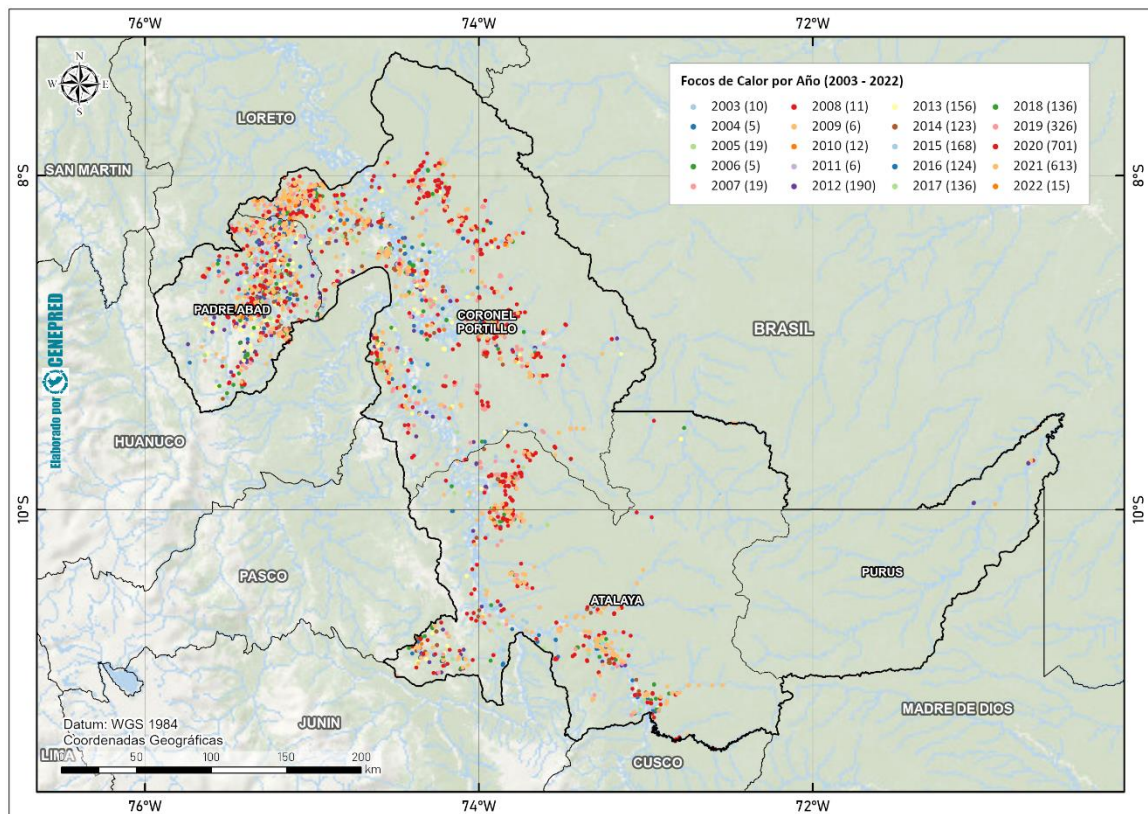 76°W 74°W 72°W
N
W E
S
Focos de Calor por Año (2003 - 2022)
2003 (10) 2008 (11) 2013 (156) 2018 (136)
2004 (5) 2009 (6) 2014 (123) 2019 (326)
2005 (19) 2010 (12) 2015 (168) 2020 (701)
2006 (5) 2011 (6) 2016 (124) 2021 (613)
2007 (19) 2012 (190) 2017 (136) 2022 (15)
LORETO
SAN MARTIN
8°S 8°S
PADRE ABAD
CORONEL
PORTILLO
BRASIL
Elaborado por CENEPRED
HUANUCO
10°S 10°S
PASCO
PURUS
ATALAYA
JUNIN
MADRE DE DIOS
Datum: WGS 1984
Coordenadas Geográficas
LIMA
CUSCO
0 50 100 150 200
km
76°W 74°W 72°W